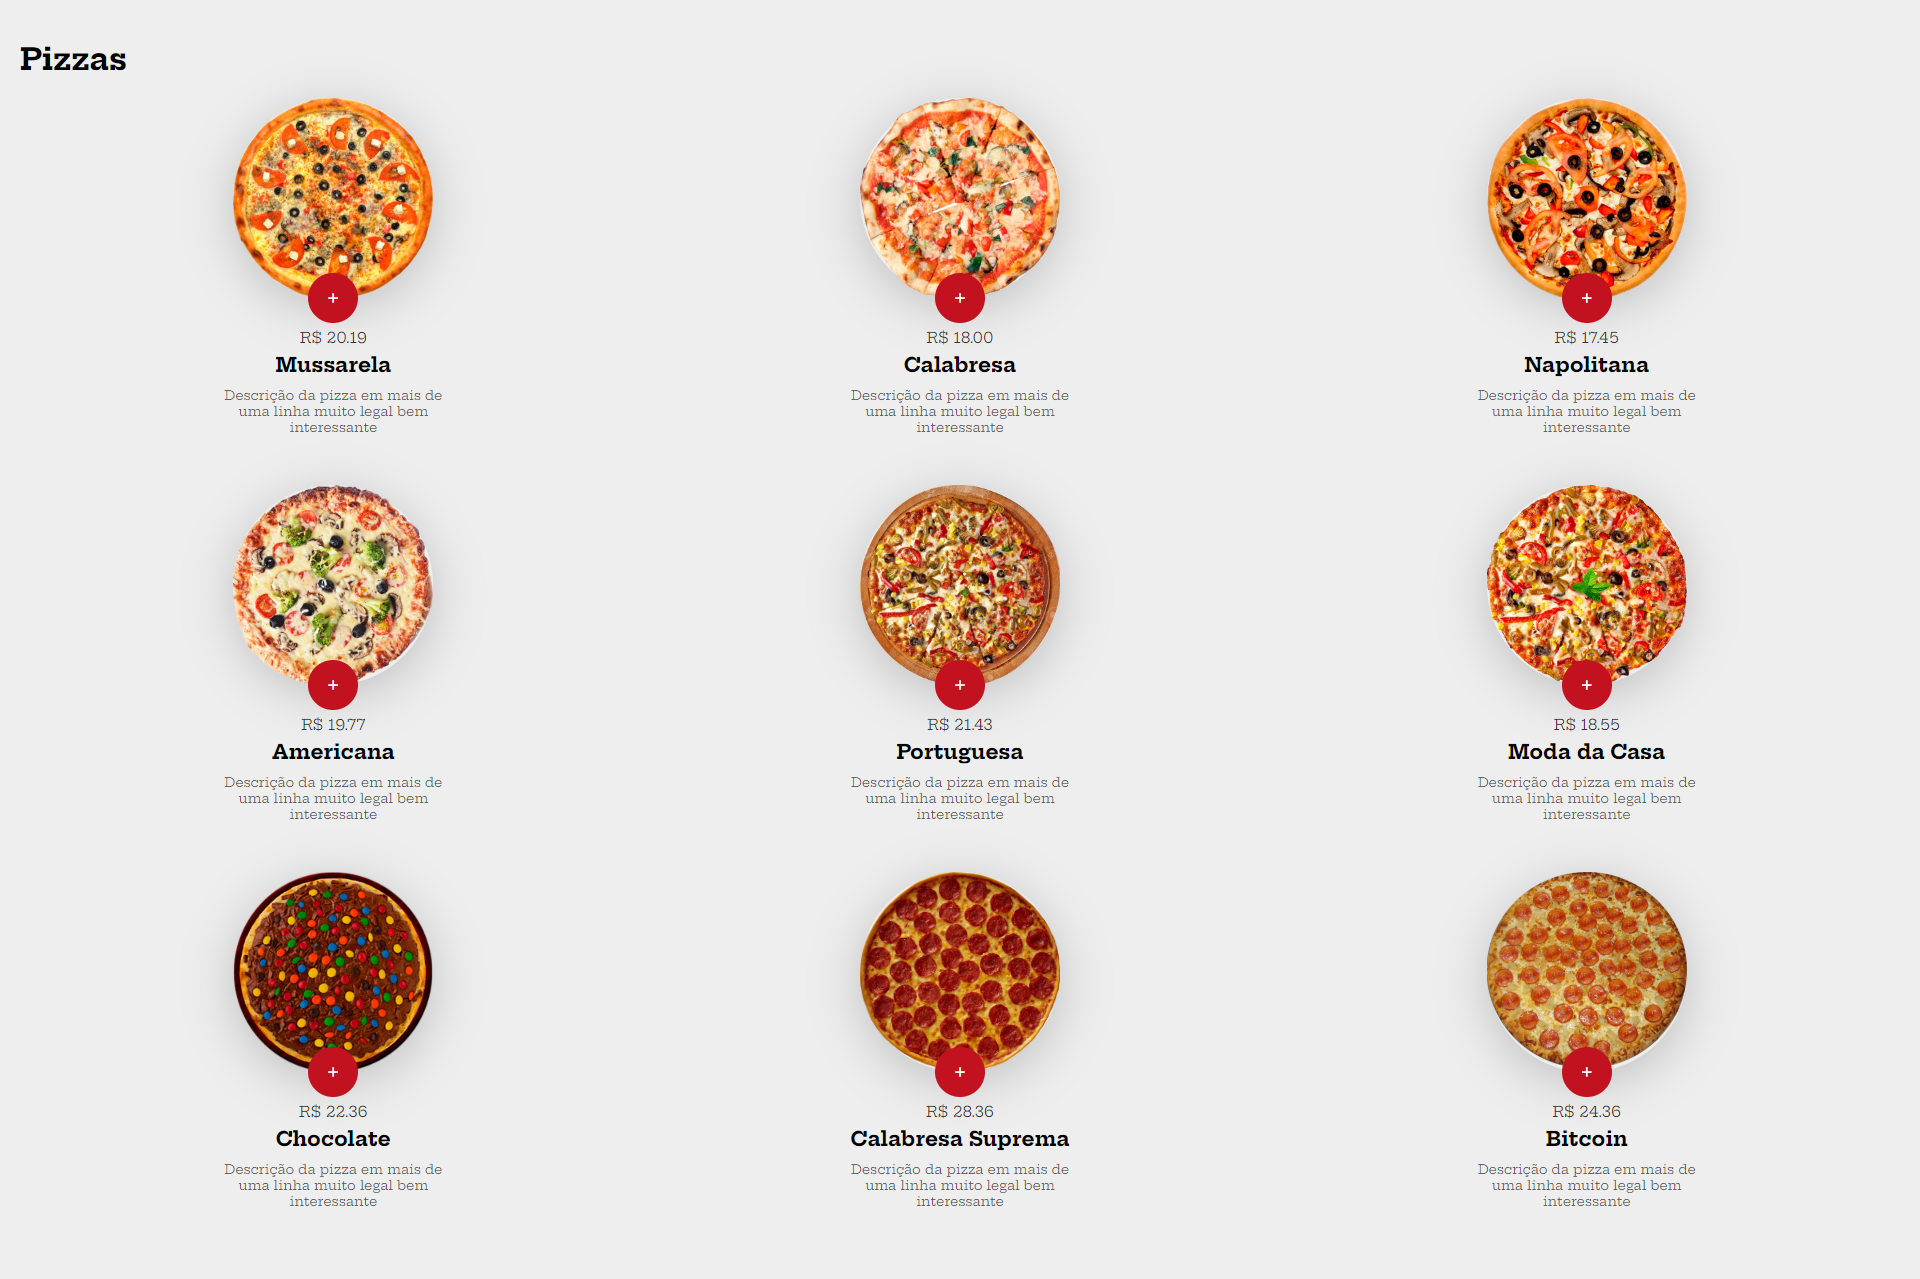 Pizzas
+
+
+
R$ 20.19
Mussarela
Descrição da pizza em mais de
uma linha muito legal bem
interessante
R$ 18.00
Calabresa
Descrição da pizza em mais de
uma linha muito legal bem
interessante
R$ 17.45
Napolitana
Descrição da pizza em mais de
uma linha muito legal bem
interessante
+
+
+
R$ 19.77
Americana
Descrição da pizza em mais de
uma linha muito legal bem
interessante
R$ 21.43
Portuguesa
Descrição da pizza em mais de
uma linha muito legal bem
interessante
R$ 18.55
Moda da Casa
Descrição da pizza em mais de
uma linha muito legal bem
interessante
+
+
+
R$ 22.36
Chocolate
Descrição da pizza em mais de
uma linha muito legal bem
interessante
R$ 28.36
Calabresa Suprema
Descrição da pizza em mais de
uma linha muito legal bem
interessante
R$ 24.36
Bitcoin
Descrição da pizza em mais de
uma linha muito legal bem
interessante